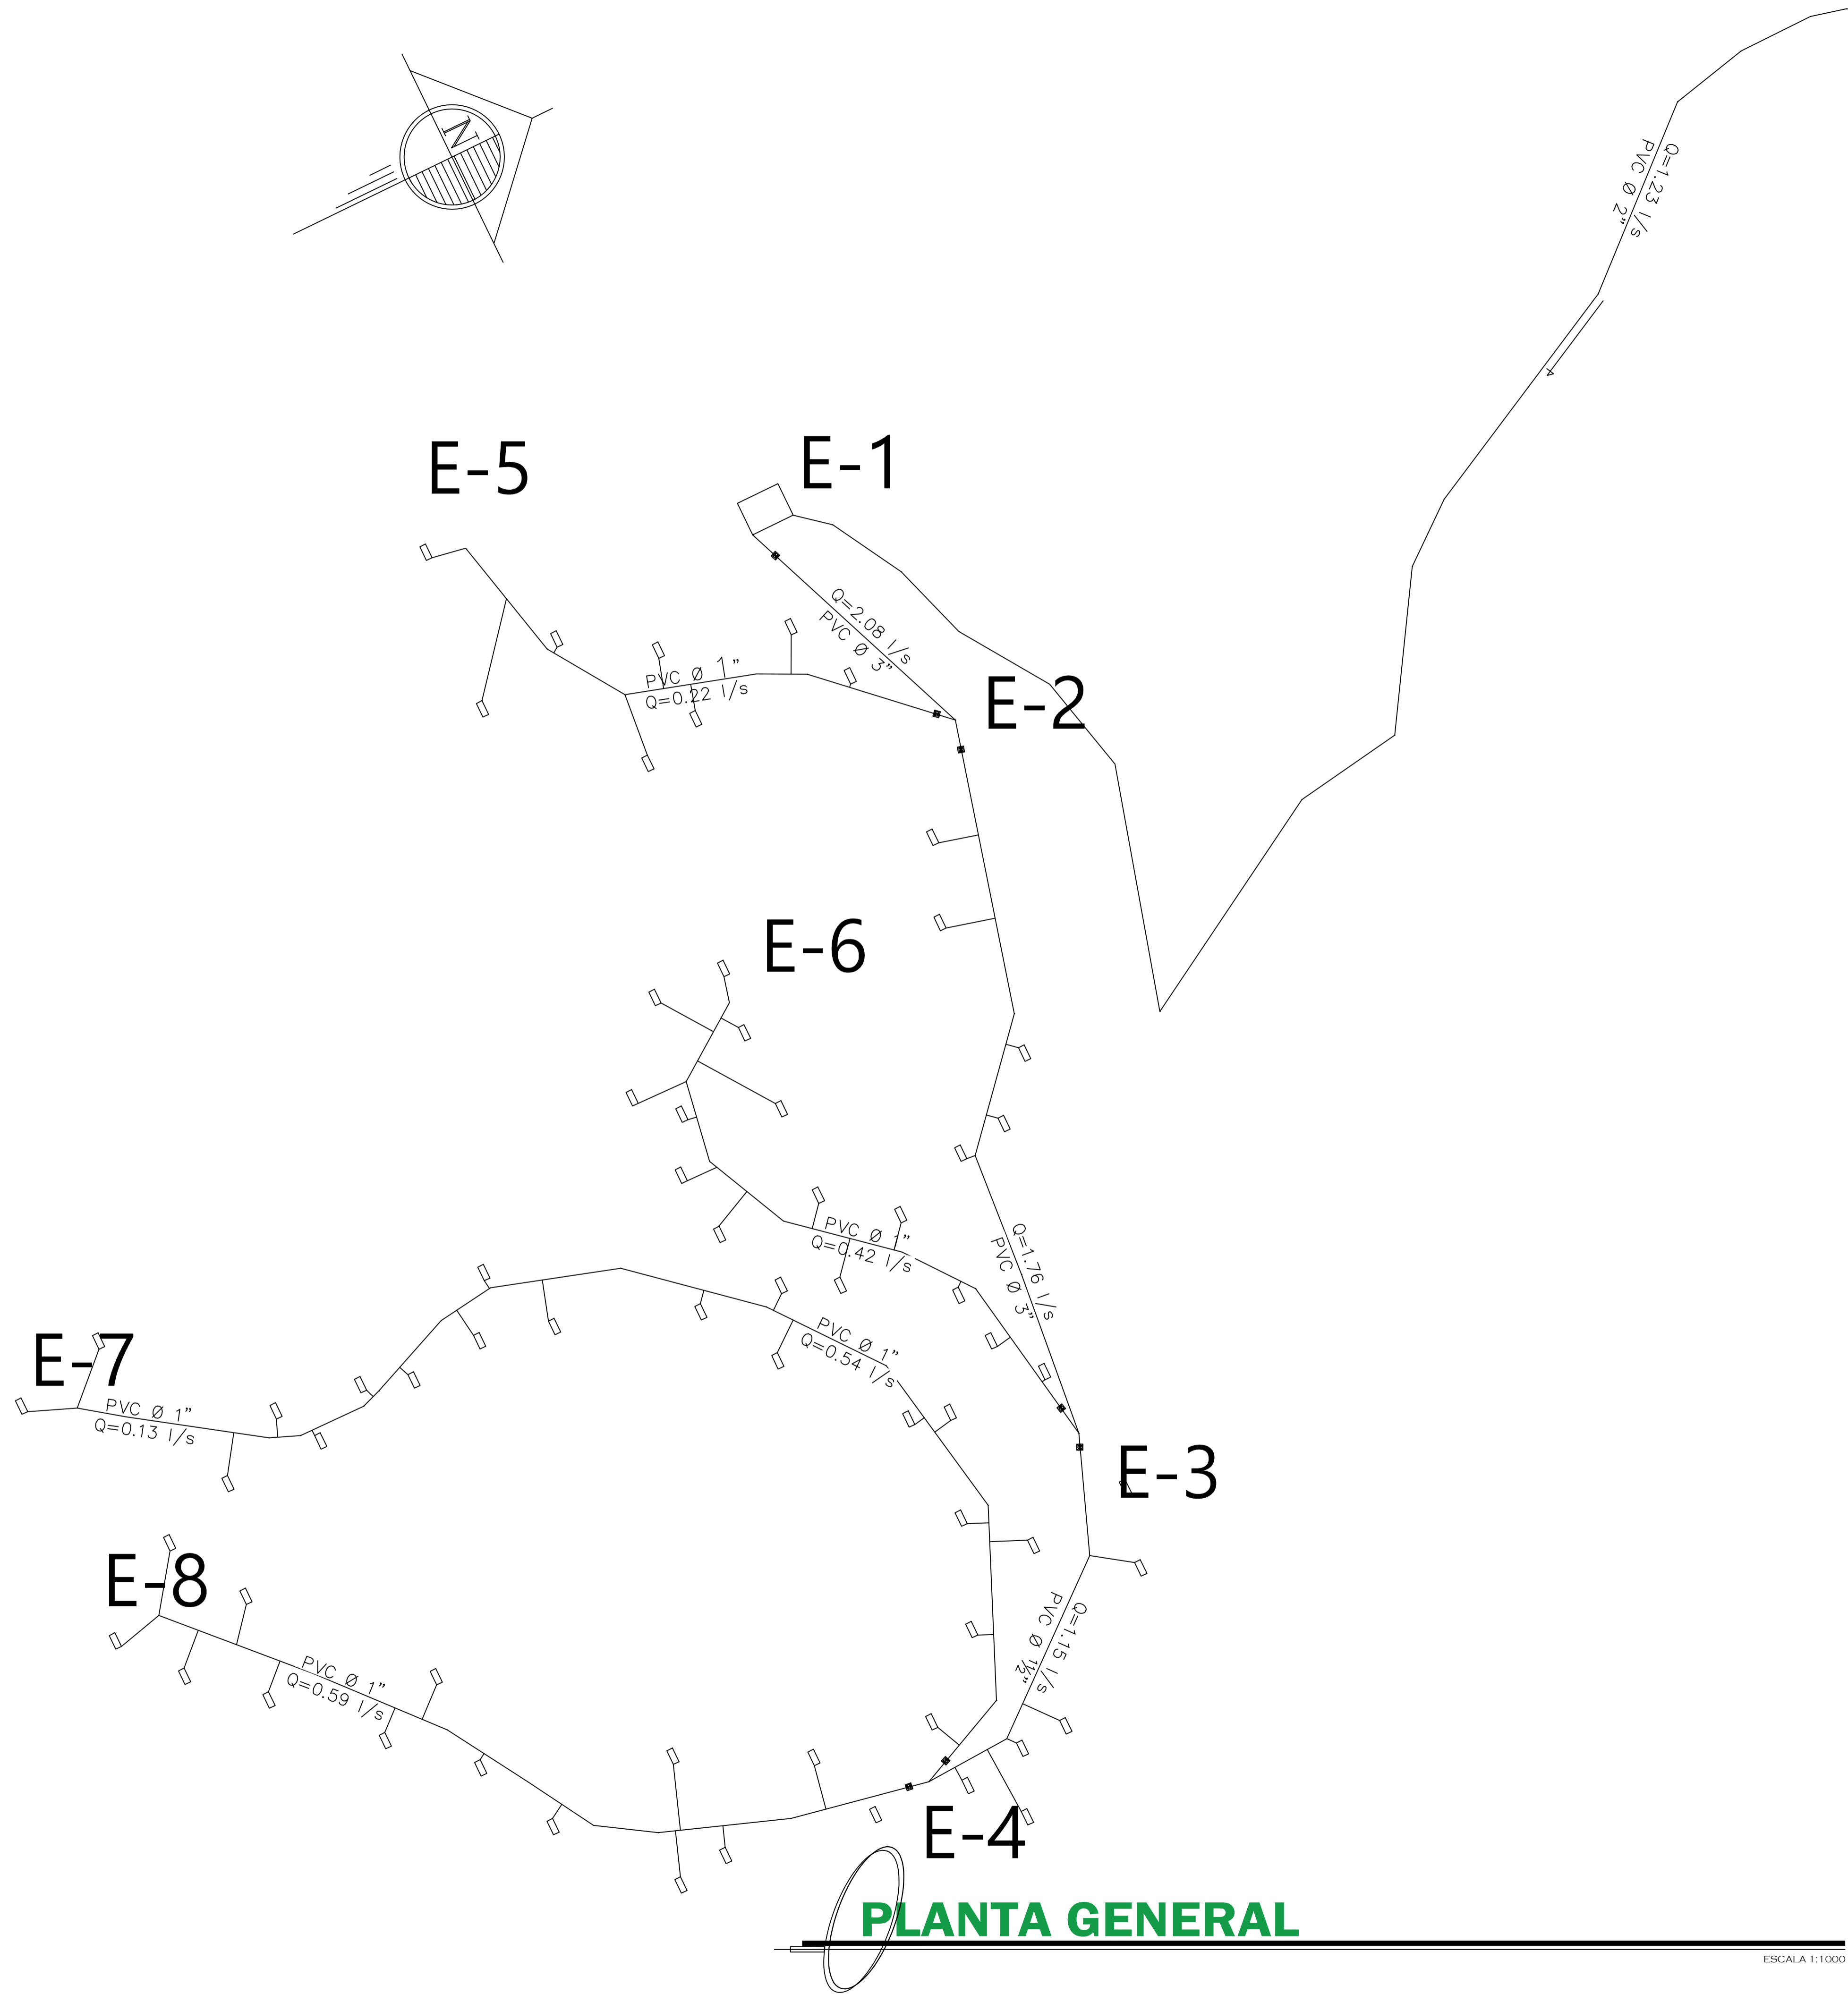 N
Q=1.23 l/s
PVC Ø 2"
E-5
E-1
Q=2.08 l/s
PVC Ø 3"
PVC Ø 1"
Q=0.22 l/s
E-2
E-6
PVC Ø 1"
Q=0.42 l/s
Q=1.76 l/s
PVC Ø 3"
PVC Ø 1"
Q=0.54 l/s
E-7
PVC Ø 1"
Q=0.13 l/s
E-3
E-8
PVC Ø 1"
Q=0.59 l/s
Q=1.15 l/s
PVC Ø 1½"
E-4
PLANTA GENERAL
ESCALA 1:1000